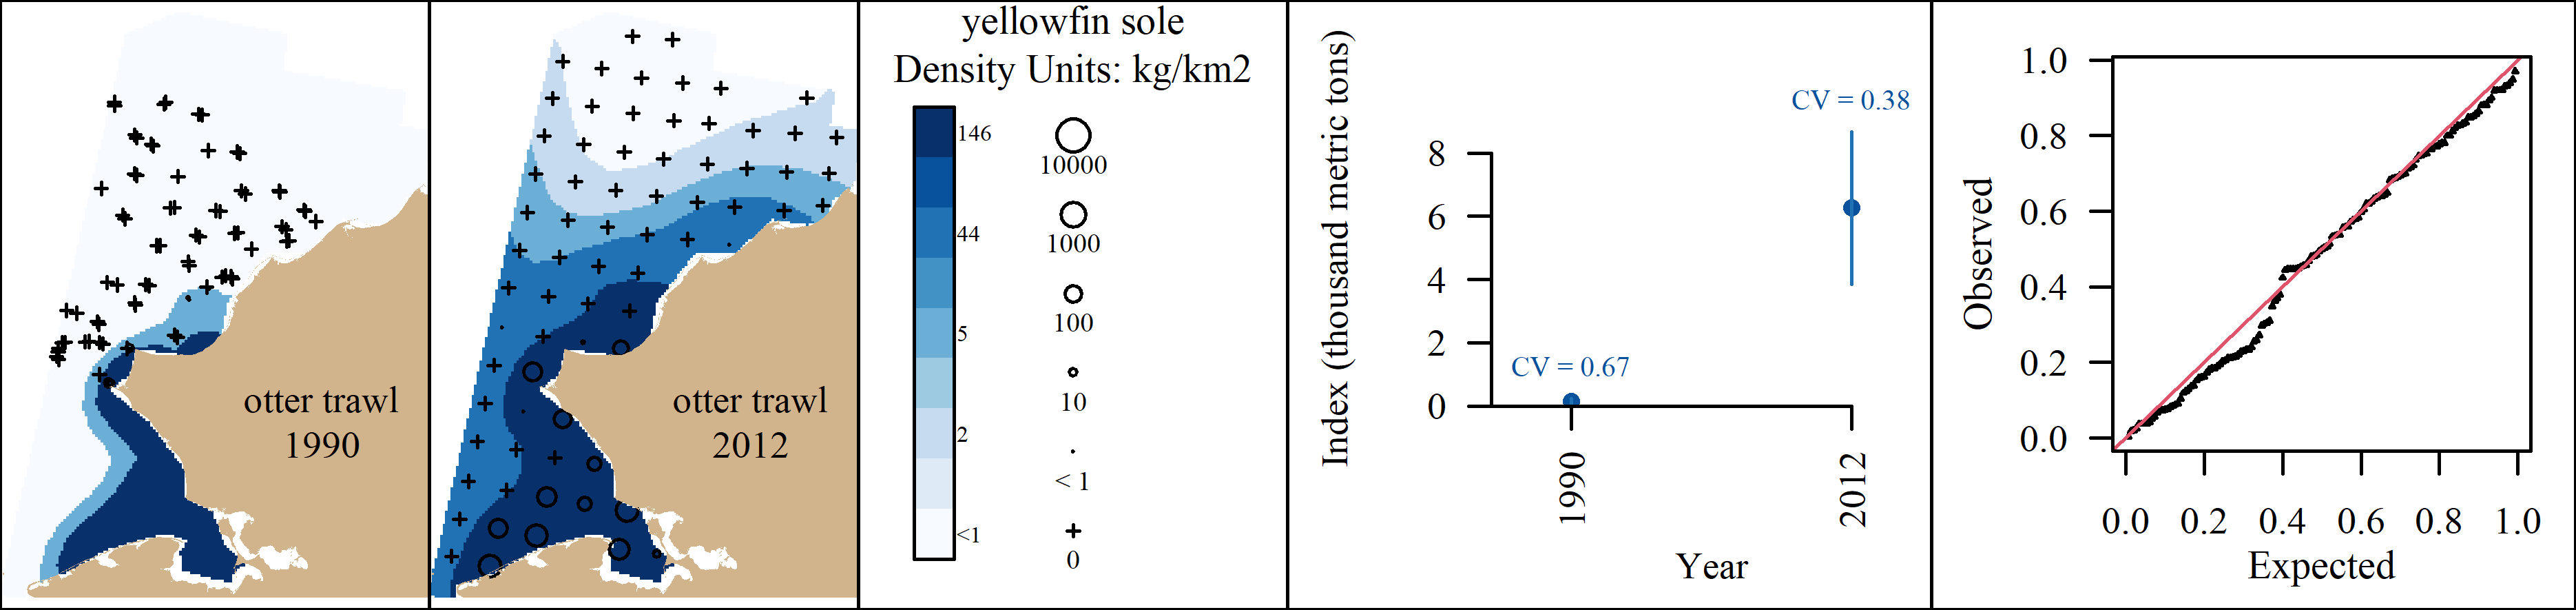 otter trawl
1990
otter trawl
2012
yellowfin sole
Density Units: kg/km2
146
44
5
2
<1
10000
1000
100
10
< 1
0
Index (thousand metric tons)
8
6
4
2
0
CV = 0.67
CV = 0.38
1990
2012
Year
Observed
1.0
0.8
0.6
0.4
0.2
0.0
0.0 0.2 0.4 0.6 0.8 1.0
Expected